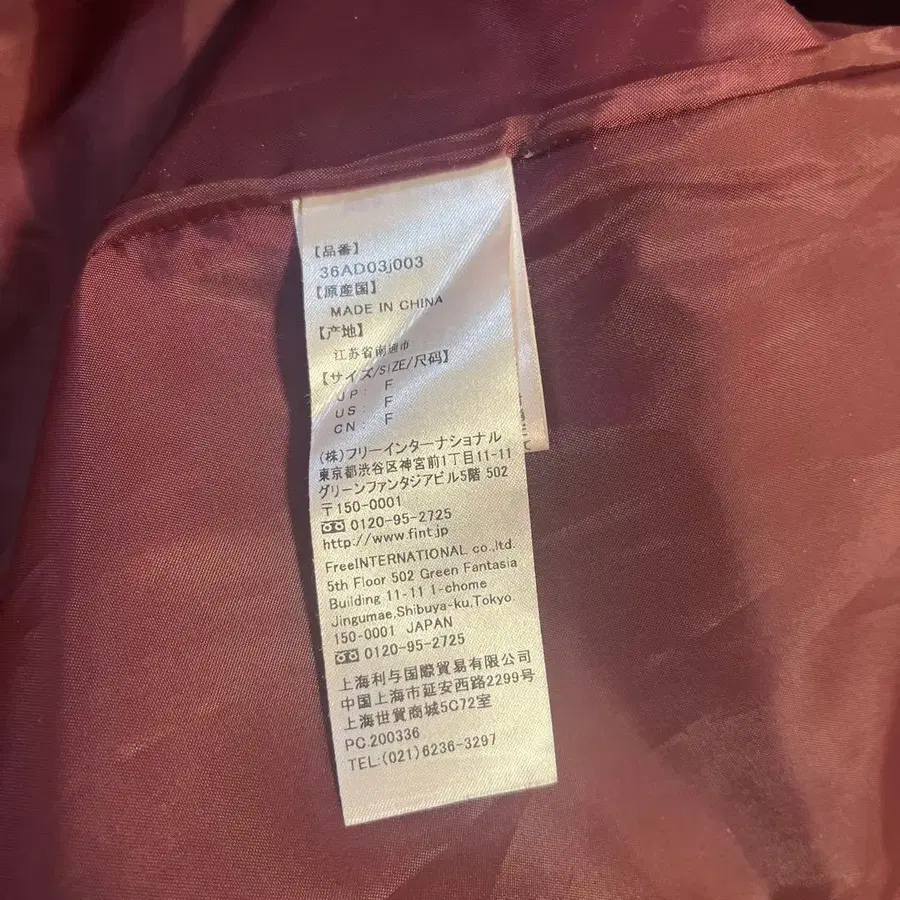 【品番】
36AD03j003
【原産国】
MADE IN CHINA
【产地】
江苏省南通市
【サイズ/SIZE/尺码】
JP: F
US: F
CN: F
(株)フリーインターナショナル
東京都渋谷区神宮前1丁目11-11
グリーンファンタジアビル5階 502
〒150-0001
0120-95-2725
http://www.fint.jp
FreeINTERNATIONAL co.,ltd.
5th Floor 502 Green Fantasia
Building 11-11 1-chome
Jingumae,Shibuya-ku,Tokyo
150-0001 JAPAN
0120-95-2725
上海利与国際貿易有限公司
中国上海市延安西路2299号
上海世貿商城5C72室
PC.200336
TEL:(021)6236-3297